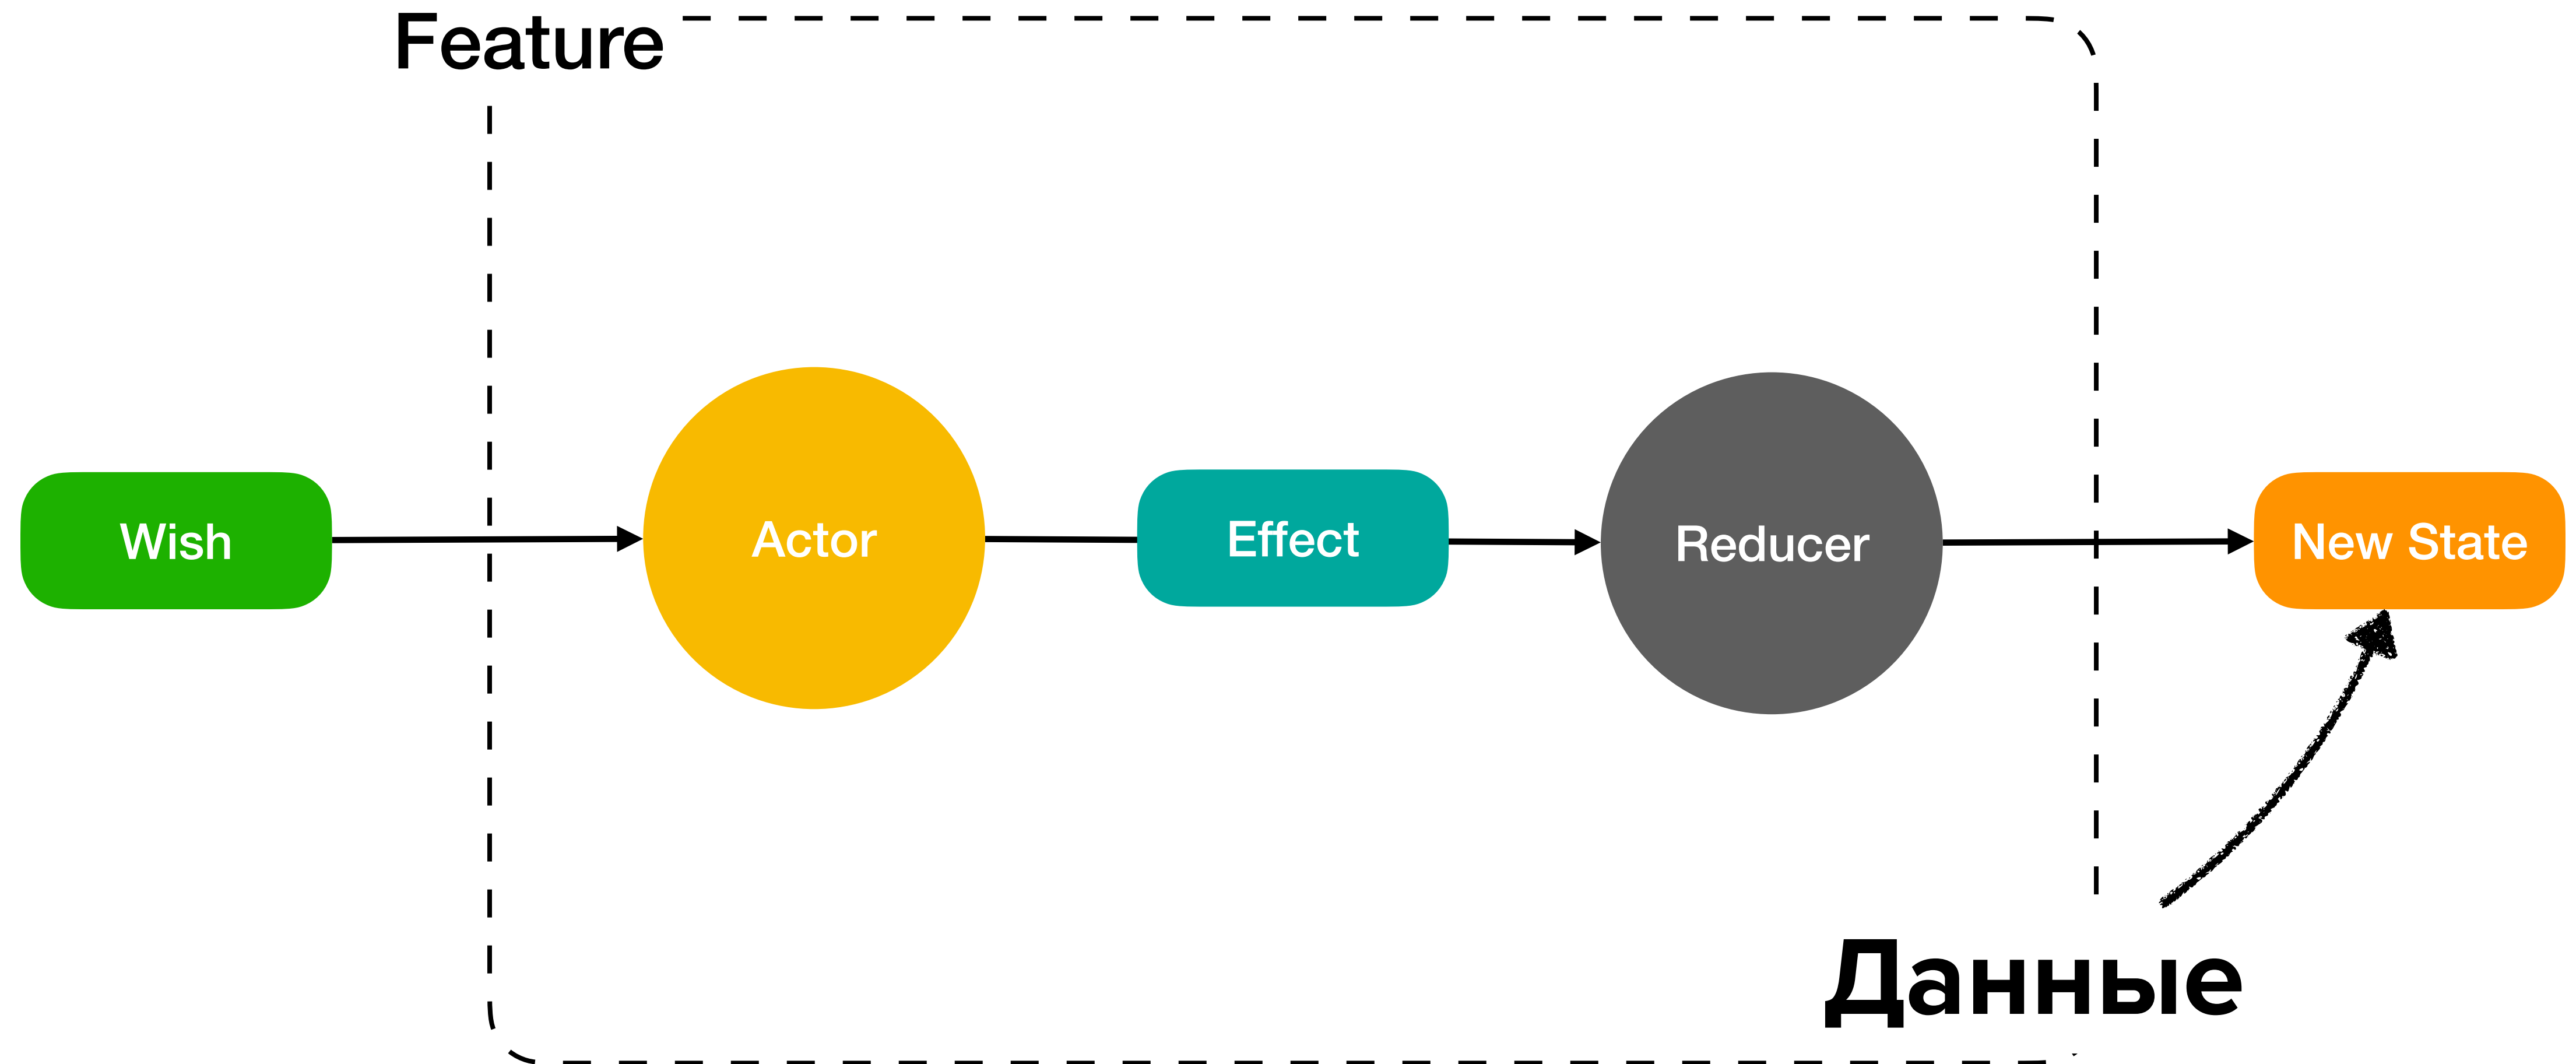 Feature
Wish
Actor
Effect
Reducer
New State
Данные